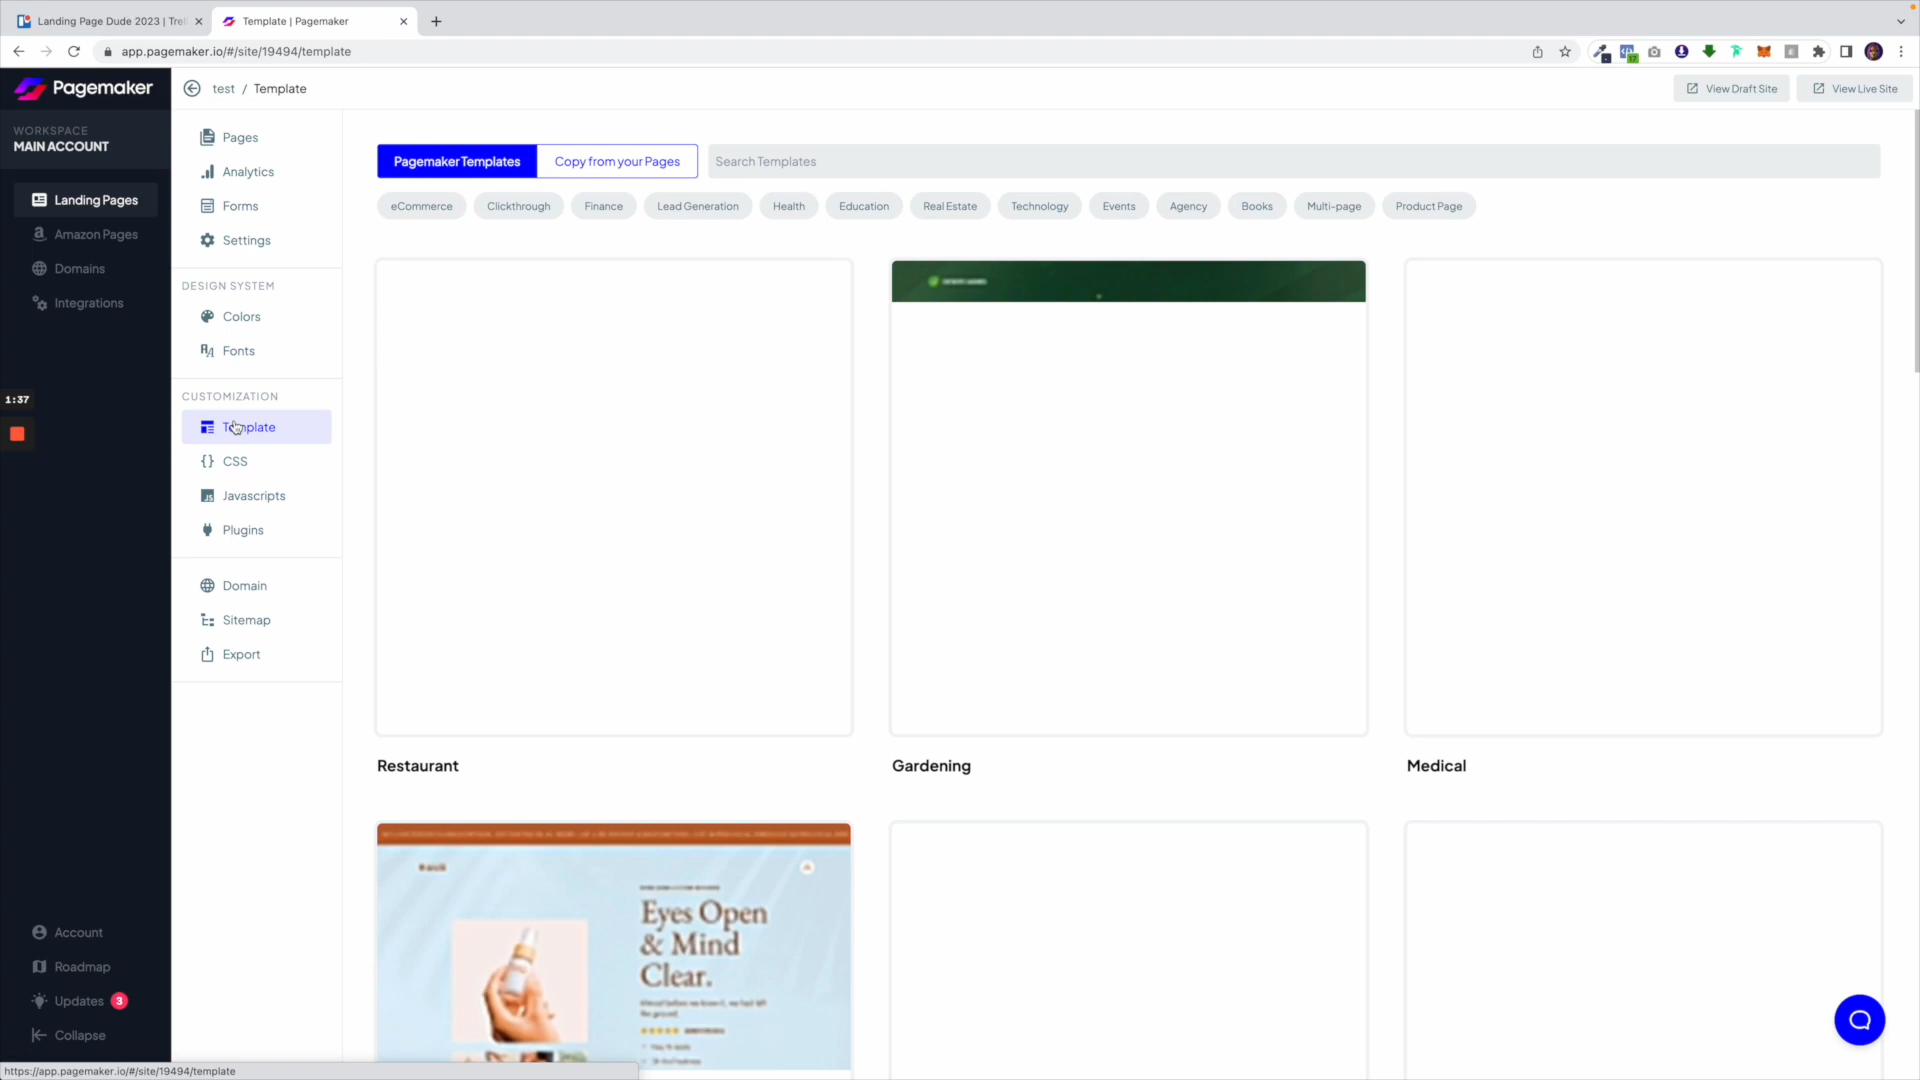 Landing Page Dude 2023 | Trel
Template | Pagemaker
app.pagemaker.io/#/site/19494/template
17
Pagemaker
test / Template
View Draft Site
View Live Site
WORKSPACE
MAIN ACCOUNT
Landing Pages
Amazon Pages
Domains
Integrations
1:37
Account
Roadmap
Updates 3
Collapse
Pages
Analytics
Forms
Settings
DESIGN SYSTEM
Colors
Fonts
CUSTOMIZATION
Template
CSS
Javascripts
Plugins
Domain
Sitemap
Export
Pagemaker Templates
Copy from your Pages
Search Templates
eCommerce
Clickthrough
Finance
Lead Generation
Health
Education
Real Estate
Technology
Events
Agency
Books
Multi-page
Product Page
Restaurant
Gardening
Medical
Eyes Open
& Mind
Clear.
https://app.pagemaker.io/#/site/19494/template